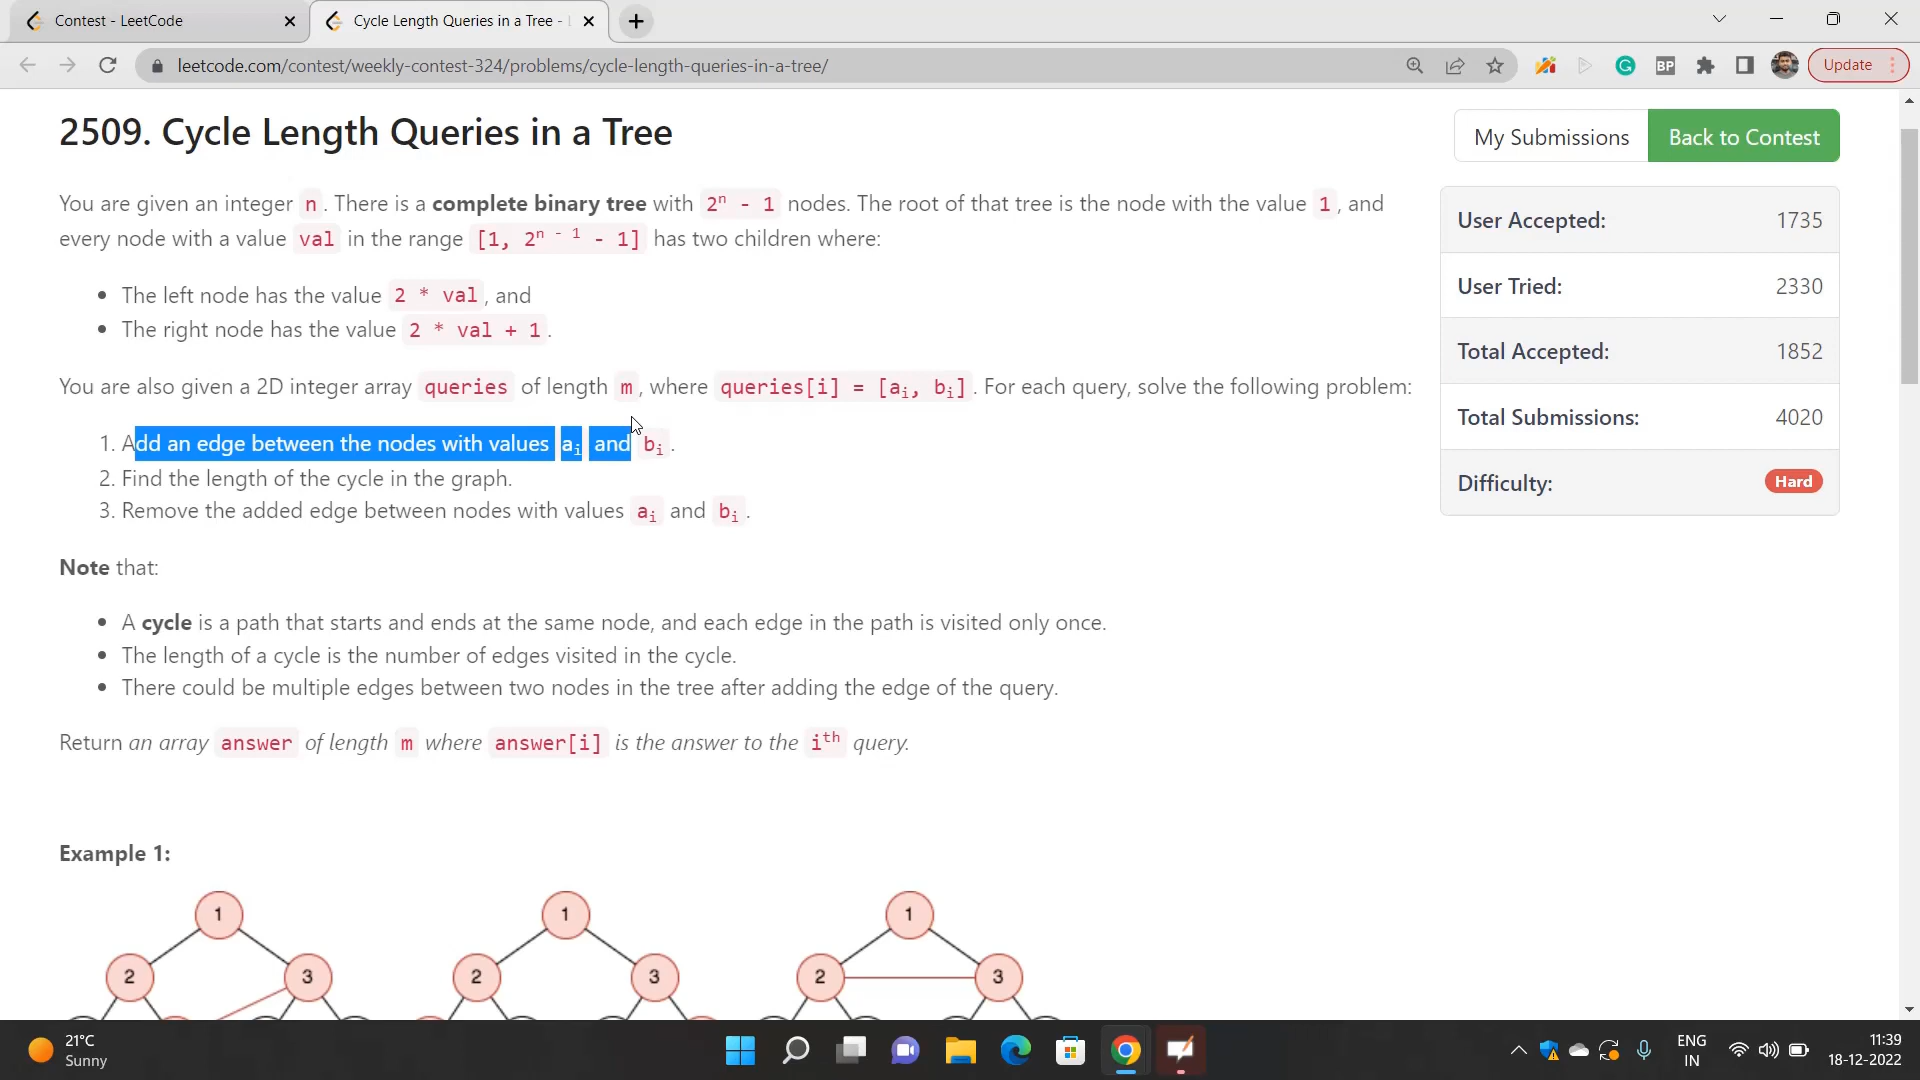 Contest - LeetCode
Cycle Length Queries in a Tree -
leetcode.com/contest/weekly-contest-324/problems/cycle-length-queries-in-a-tree/
BP
Update
2509. Cycle Length Queries in a Tree
My Submissions
Back to Contest
You are given an integer n. There is a complete binary tree with 2ⁿ - 1 nodes. The root of that tree is the node with the value 1, and
every node with a value val in the range [1, 2ⁿ ⁻ ¹ - 1] has two children where:
• The left node has the value 2 * val, and
• The right node has the value 2 * val + 1.
You are also given a 2D integer array queries of length m, where queries[i] = [aᵢ, bᵢ]. For each query, solve the following problem:
1. Add an edge between the nodes with values aᵢ and bᵢ.
2. Find the length of the cycle in the graph.
3. Remove the added edge between nodes with values aᵢ and bᵢ.
Note that:
• A cycle is a path that starts and ends at the same node, and each edge in the path is visited only once.
• The length of a cycle is the number of edges visited in the cycle.
• There could be multiple edges between two nodes in the tree after adding the edge of the query.
Return an array answer of length m where answer[i] is the answer to the iᵗʰ query.
Example 1:
1 1 1
2 3 2 3 2 3
User Accepted: 1735
User Tried: 2330
Total Accepted: 1852
Total Submissions: 4020
Difficulty: Hard
21°C
Sunny
ENG
IN
11:39
18-12-2022